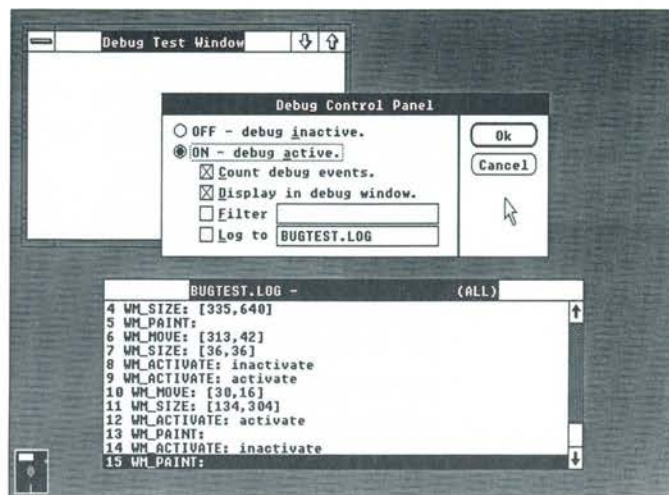 Debug Test Window
Debug Control Panel
OFF - debug inactive.
ON - debug active.
Count debug events.
Display in debug window.
Filter
Log to BUGTEST.LOG
Ok
Cancel
BUGTEST.LOG - (ALL)
4 WM_SIZE: [335,640]
5 WM_PAINT:
6 WM_MOVE: [313,42]
7 WM_SIZE: [36,36]
8 WM_ACTIVATE: inactivate
9 WM_ACTIVATE: activate
10 WM_MOVE: [30,16]
11 WM_SIZE: [134,304]
12 WM_ACTIVATE: activate
13 WM_PAINT:
14 WM_ACTIVATE: inactivate
15 WM_PAINT: